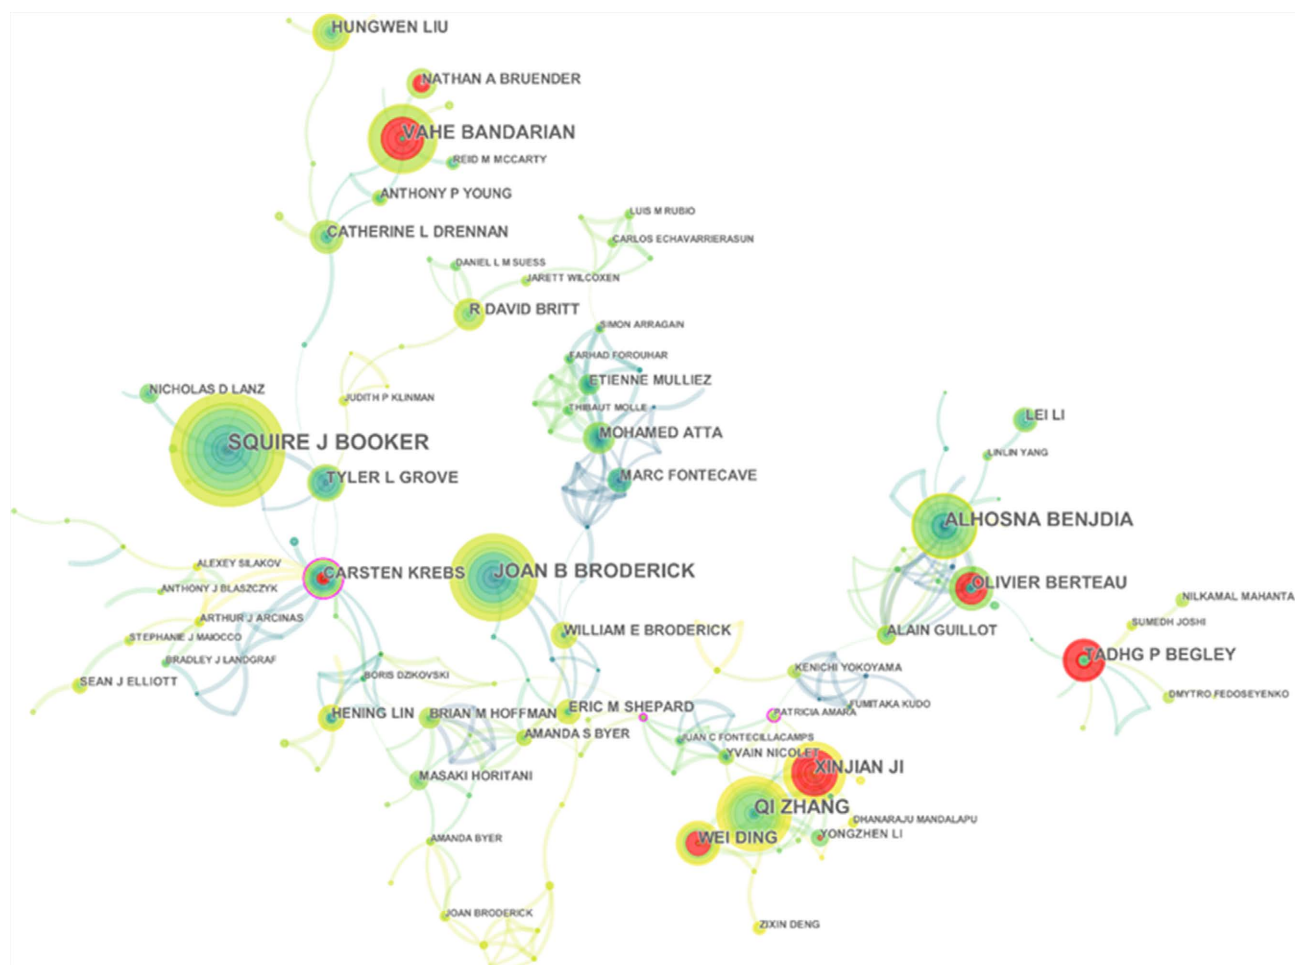 HUNGWEN LIU
NATHAN A BRUENDER
VAHE BANDARIAN
REID M MCCARTY
ANTHONY P YOUNG
LUIS M RUBIO
CATHERINE L DRENNAN
CARLOS ECHAVARRIERASUN
DANIEL L M SUESS
JARETT WILCOXEN
R DAVID BRITT
SIMON ARRAGAIN
FARHAD FOROUHAR
ETIENNE MULLIEZ
NICHOLAS D LANZ
JUDITH P KLINMAN
THIBAUT MOLLE
LEI LI
MOHAMED ATTA
SQUIRE J BOOKER
LINLIN YANG
TYLER L GROVE
MARC FONTECAVE
ALHOSNA BENJDIA
ALEXEY SILAKOV
CARSTEN KREBS
JOAN B BRODERICK
OLIVIER BERTEAU
ANTHONY J BLASZCZYK
NILKAMAL MAHANTA
ARTHUR J ARCINAS
SUMEDH JOSHI
WILLIAM E BRODERICK
ALAIN GUILLOT
STEPHANIE J MAIOCCO
TADHG P BEGLEY
BRADLEY J LANDGRAF
KENICHI YOKOYAMA
BORIS DZIKOVSKI
SEAN J ELLIOTT
DMYTRO FEDOSEYENKO
FUMITAKA KUDO
ERIC M SHEPARD
HENING LIN
BRIAN M HOFFMAN
PATRICIA AMARA
AMANDA S BYER
JUAN C FONTECILLACAMPS
YVAIN NICOLET
XINJIAN JI
MASAKI HORITANI
QI ZHANG
DHANARAJU MANDALAPU
YONGZHEN LI
WEI DING
AMANDA BYER
JOAN BRODERICK
ZIXIN DENG